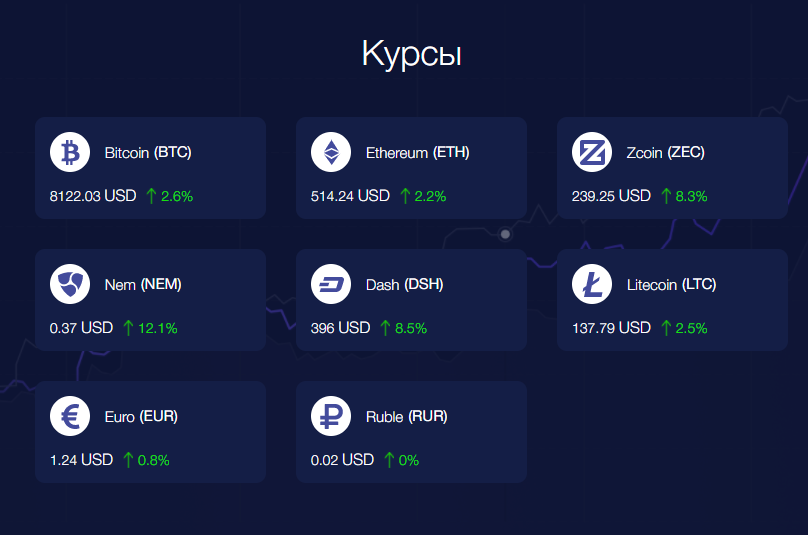 Курсы
Bitcoin (BTC)
8122.03 USD ↑ 2.6%
Ethereum (ETH)
514.24 USD ↑ 2.2%
Zcoin (ZEC)
239.25 USD ↑ 8.3%
Nem (NEM)
0.37 USD ↑ 12.1%
Dash (DSH)
396 USD ↑ 8.5%
Litecoin (LTC)
137.79 USD ↑ 2.5%
Euro (EUR)
1.24 USD ↑ 0.8%
Ruble (RUR)
0.02 USD ↑ 0%